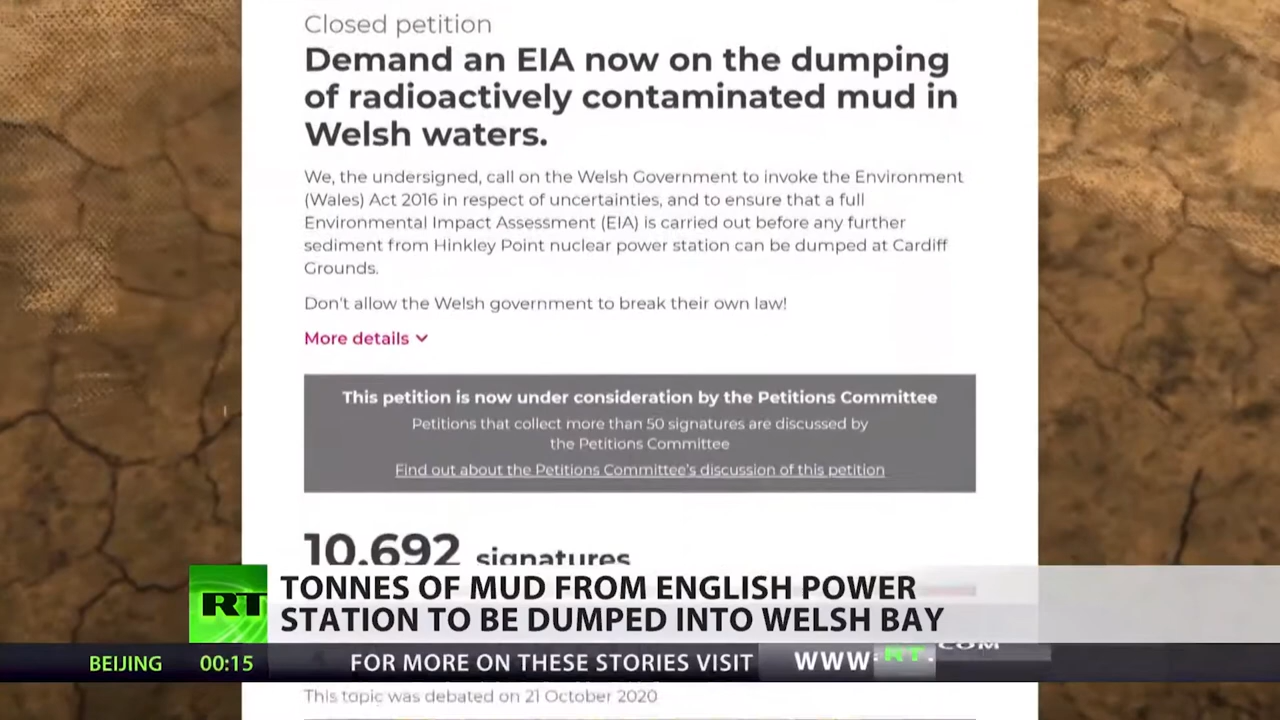 Closed petition
Demand an EIA now on the dumping
of radioactively contaminated mud in
Welsh waters.
We, the undersigned, call on the Welsh Government to invoke the Environment
(Wales) Act 2016 in respect of uncertainties, and to ensure that a full
Environmental Impact Assessment (EIA) is carried out before any further
sediment from Hinkley Point nuclear power station can be dumped at Cardiff
Grounds.
Don't allow the Welsh government to break their own law!
More details
This petition is now under consideration by the Petitions Committee
Petitions that collect more than 50 signatures are discussed by
the Petitions Committee
Find out about the Petitions Committee's discussion of this petition
10,692 signatures
RT TONNES OF MUD FROM ENGLISH POWER
STATION TO BE DUMPED INTO WELSH BAY
BEIJING 00:15 FOR MORE ON THESE STORIES VISIT WWW.RT.COM
This topic was debated on 21 October 2020